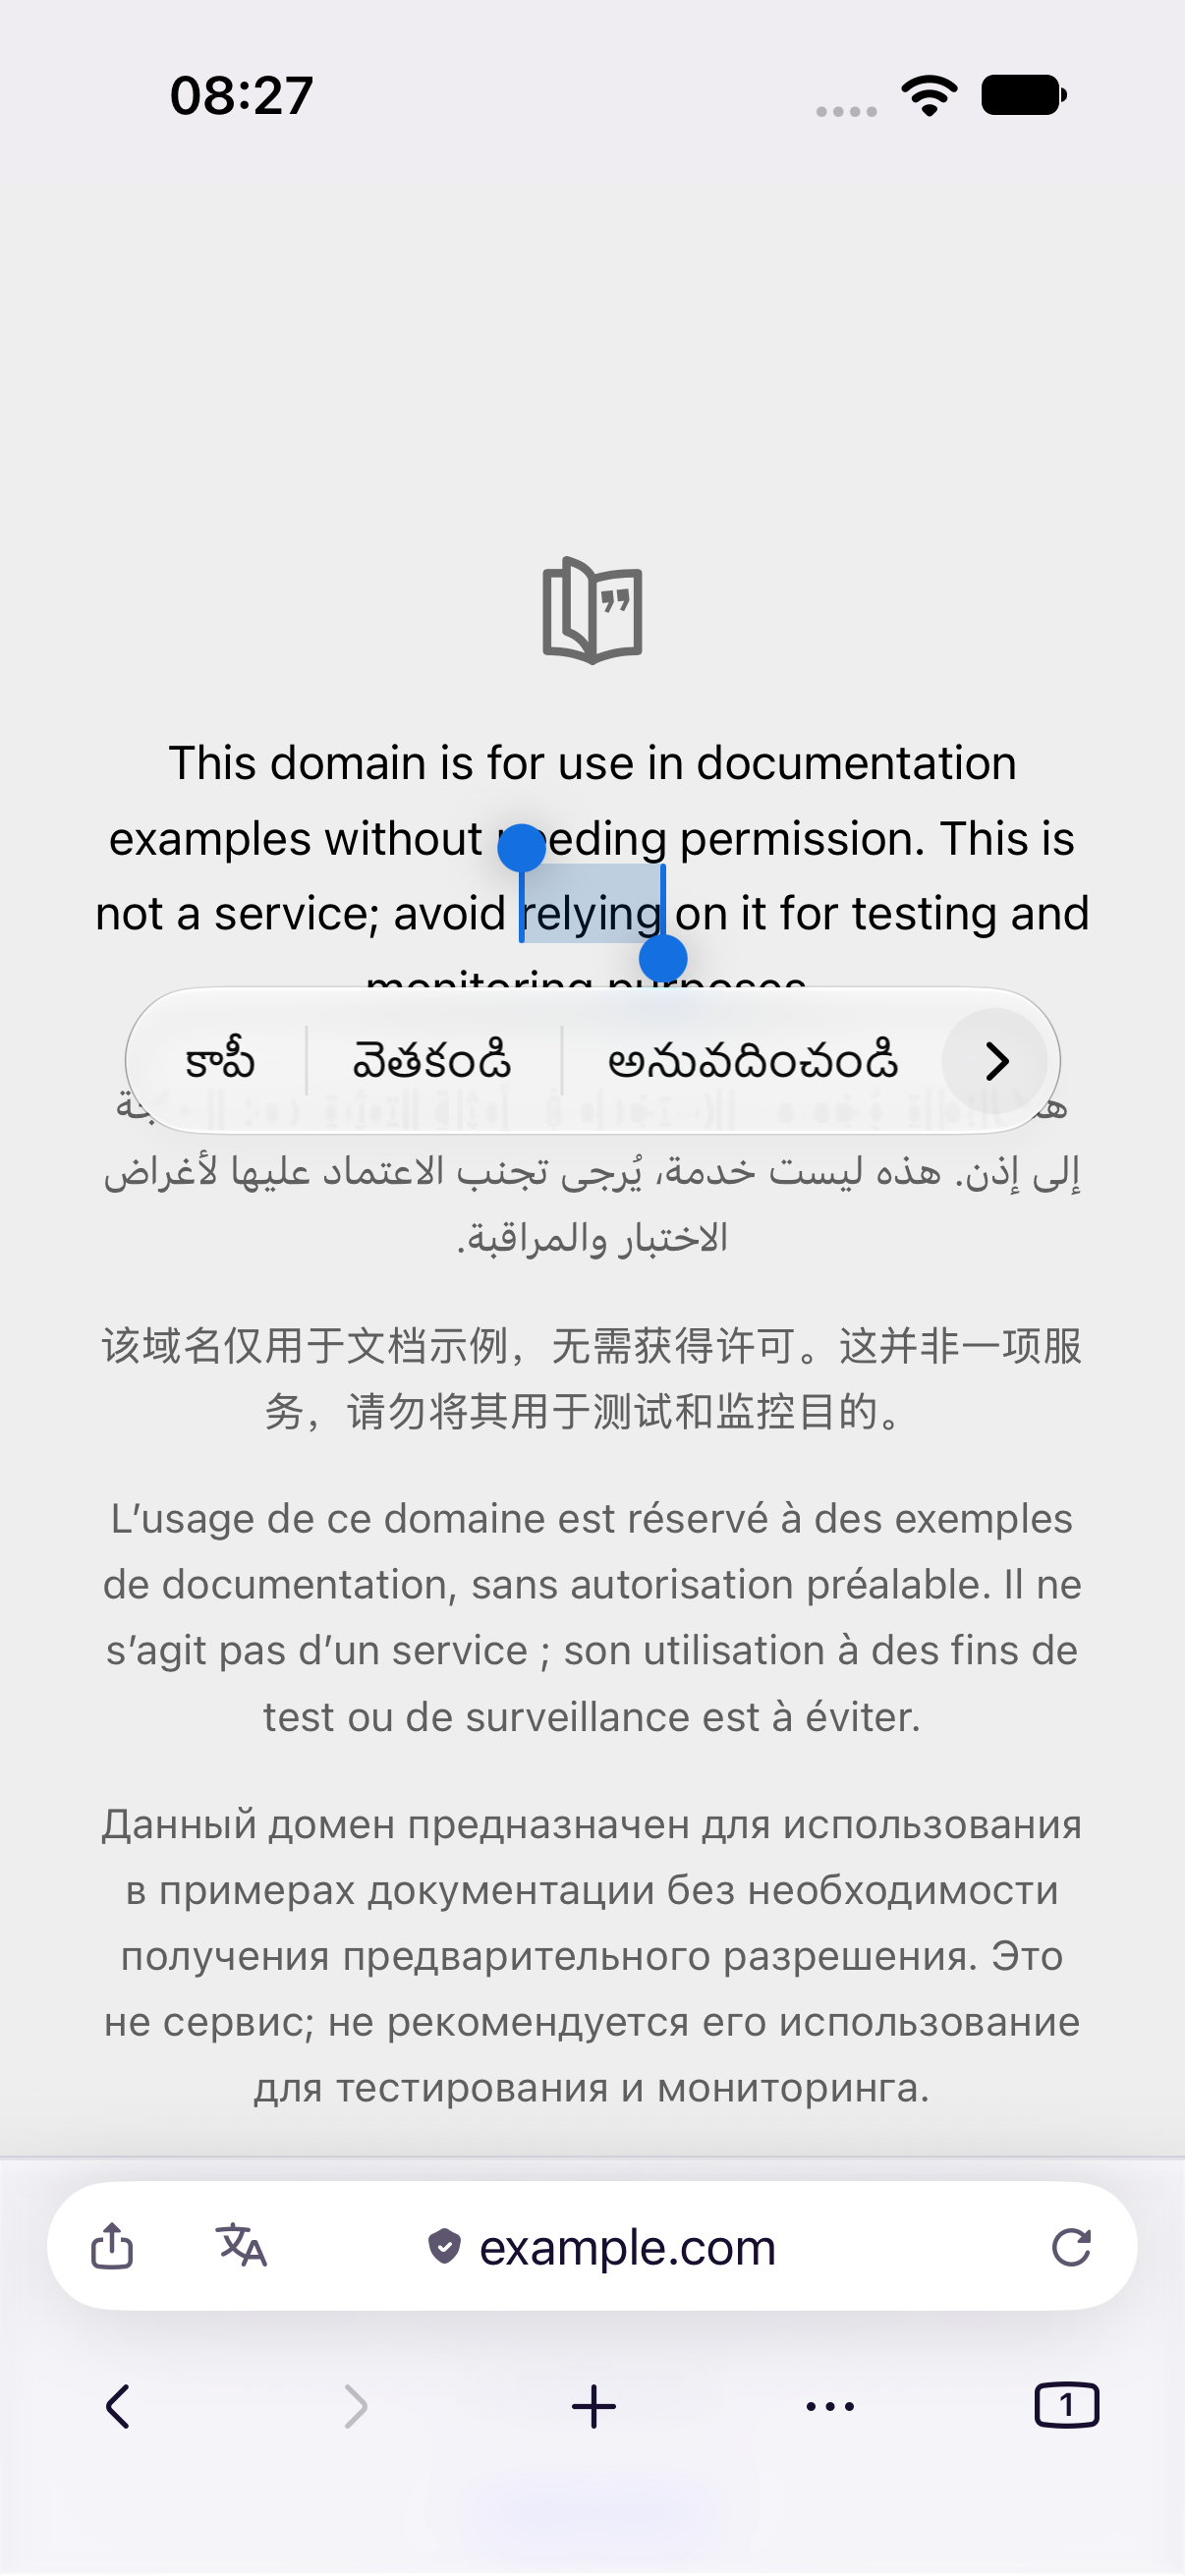 08:27
This domain is for use in documentation
examples without needing permission. This is
not a service; avoid relying on it for testing and
monitoring purposes.
కాపీ వెతకండి అనువదించండి
إلى إذن. هذه ليست خدمة، يُرجى تجنب الاعتماد عليها لأغراض
الاختبار والمراقبة.
该域名仅用于文档示例，无需获得许可。这并非一项服
务，请勿将其用于测试和监控目的。
L’usage de ce domaine est réservé à des exemples
de documentation, sans autorisation préalable. Il ne
s’agit pas d’un service ; son utilisation à des fins de
test ou de surveillance est à éviter.
Данный домен предназначен для использования
в примерах документации без необходимости
получения предварительного разрешения. Это
не сервис; не рекомендуется его использование
для тестирования и мониторинга.
example.com
1